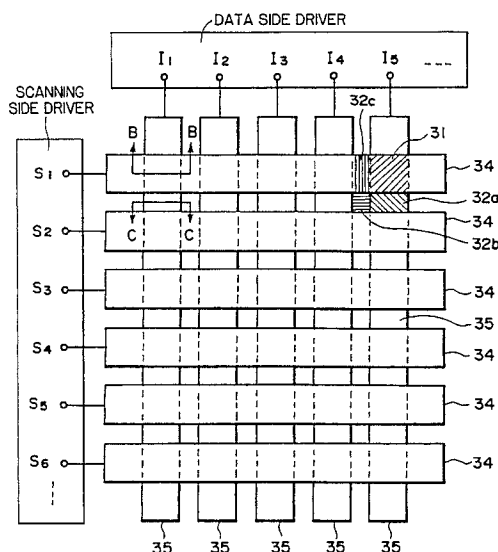 DATA SIDE DRIVER
I1 I2 I3 I4 I5
SCANNING
SIDE DRIVER
B B 32c 31
S1 34
32a
34
S2 C C 32b
S3 34
35
S4 34
S5 34
S6 34
35 35 35 35 35